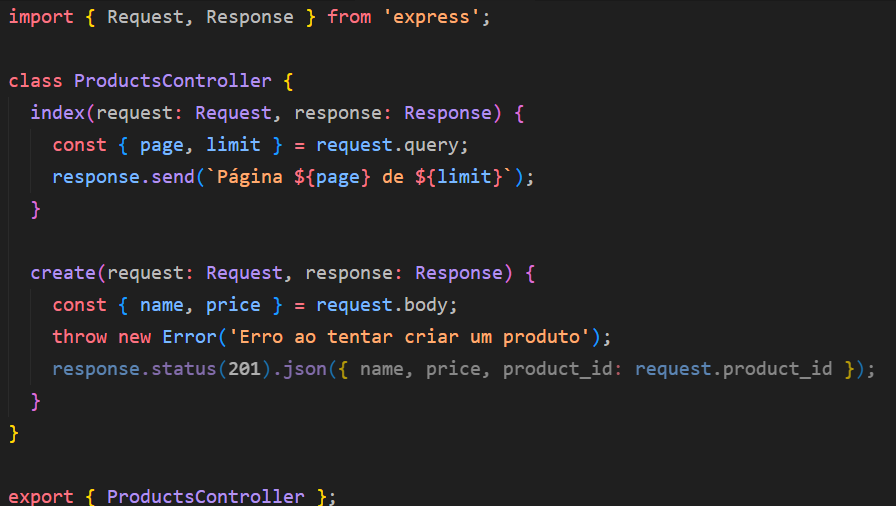 import { Request, Response } from 'express';
class ProductsController {
index(request: Request, response: Response) {
const { page, limit } = request.query;
response.send(`Página ${page} de ${limit}`);
}
create(request: Request, response: Response) {
const { name, price } = request.body;
throw new Error('Erro ao tentar criar um produto');
response.status(201).json({ name, price, product_id: request.product_id });
}
}
export { ProductsController };